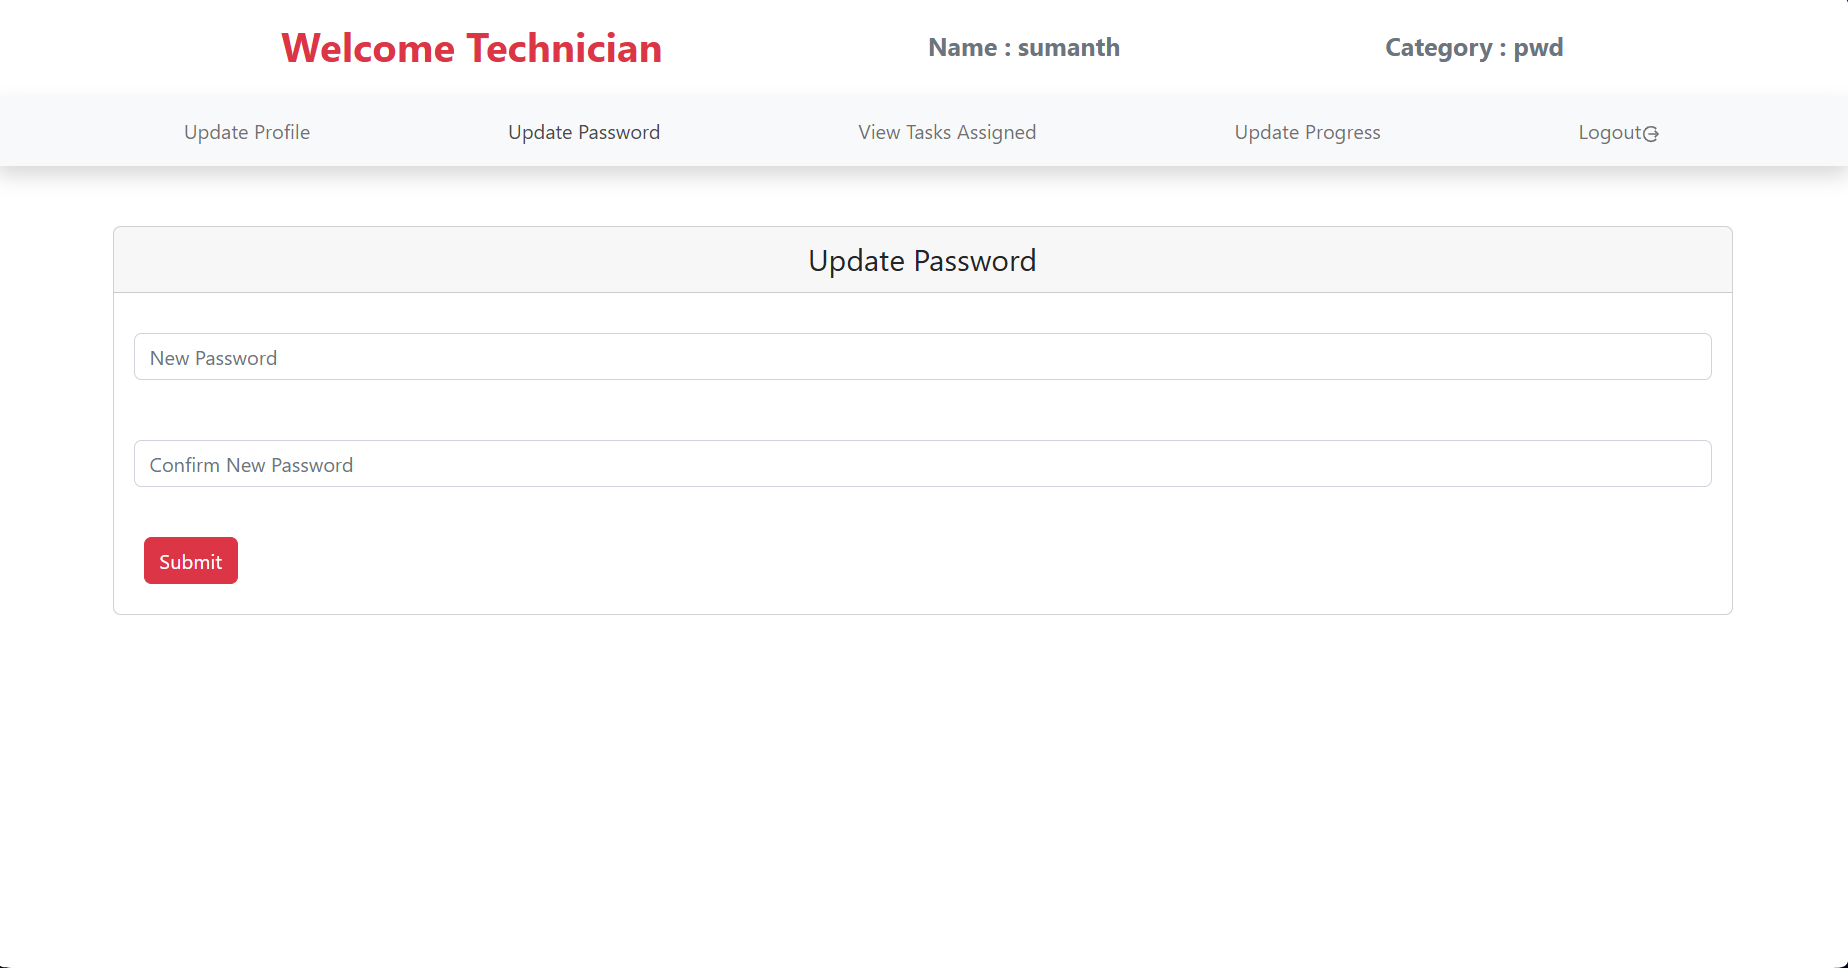 Welcome Technician
Name : sumanth
Category : pwd
Update Profile
Update Password
View Tasks Assigned
Update Progress
Logout
Update Password
New Password
Confirm New Password
Submit